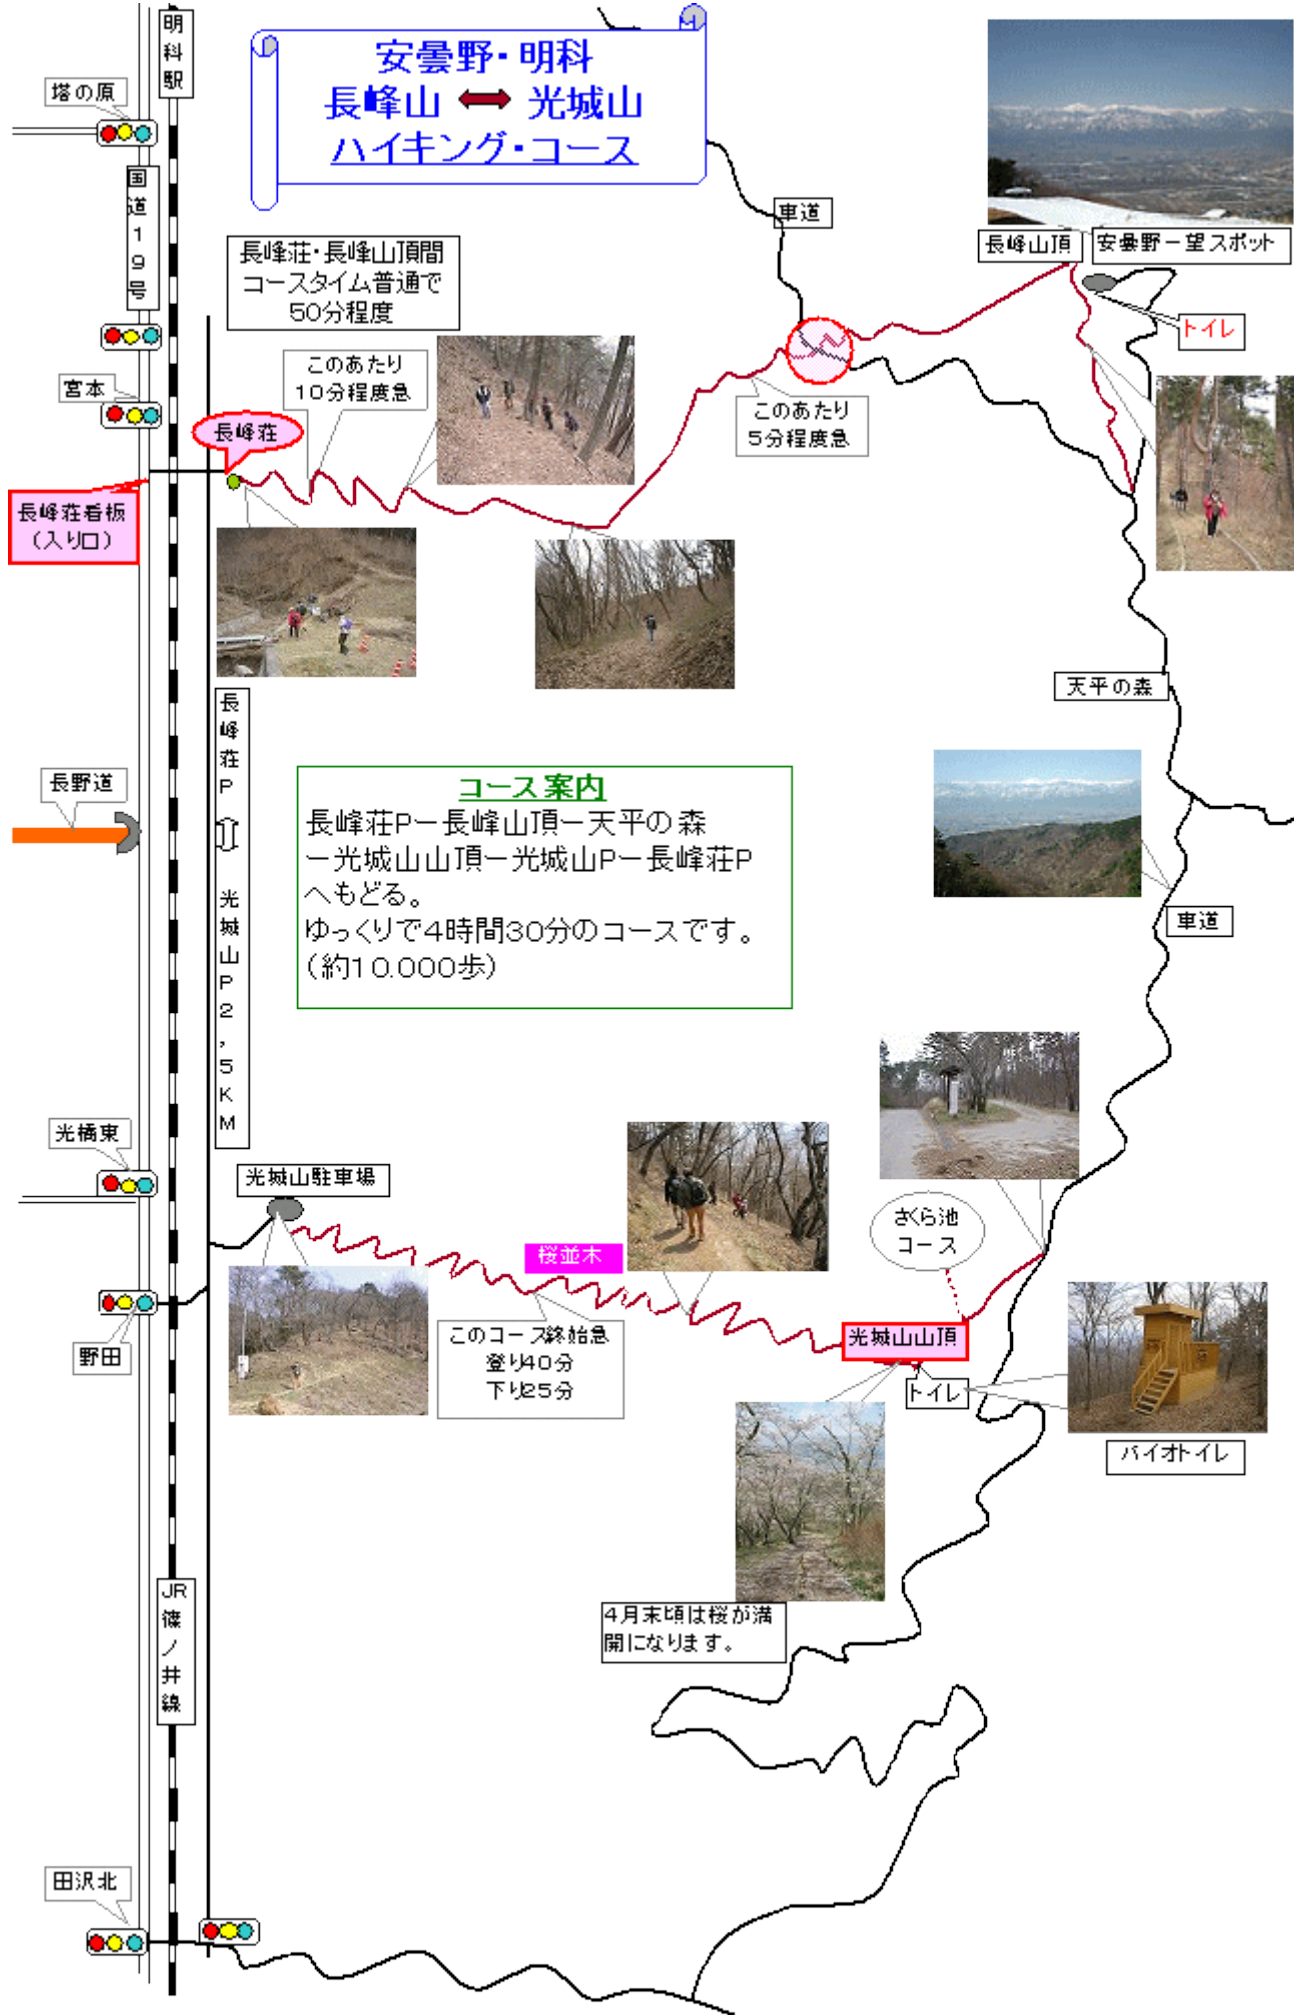 明科駅
安曇野・明科
長峰山 ⟷ 光城山
ハイキング・コース
塔の原
国道19号
車道
長峰山頂
安曇野一望スポット
トイレ
長峰荘・長峰山頂間
コースタイム普通で
50分程度
このあたり
10分程度急
宮本
長峰荘
このあたり
5分程度急
長峰荘看板
(入り口)
天平の森
長峰荘P⇔光城山P2,5KM
長野道
コース案内
長峰荘P－長峰山頂－天平の森
－光城山山頂－光城山P－長峰荘P
へもどる。
ゆっくりで4時間30分のコースです。
(約10.000歩)
車道
光橋東
光城山駐車場
さくら池
コース
桜並木
野田
このコース終始急
登り40分
下り25分
光城山山頂
トイレ
バイオトイレ
4月末頃は桜が満
開になります。
JR篠ノ井線
田沢北